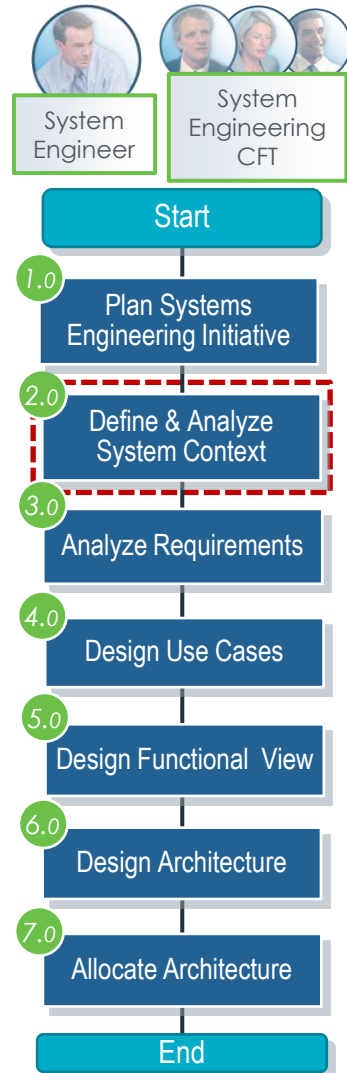 System
Engineer
System
Engineering
CFT
Start
1.0
Plan Systems
Engineering Initiative
2.0
Define & Analyze
System Context
3.0
Analyze Requirements
4.0
Design Use Cases
5.0
Design Functional View
6.0
Design Architecture
7.0
Allocate Architecture
End